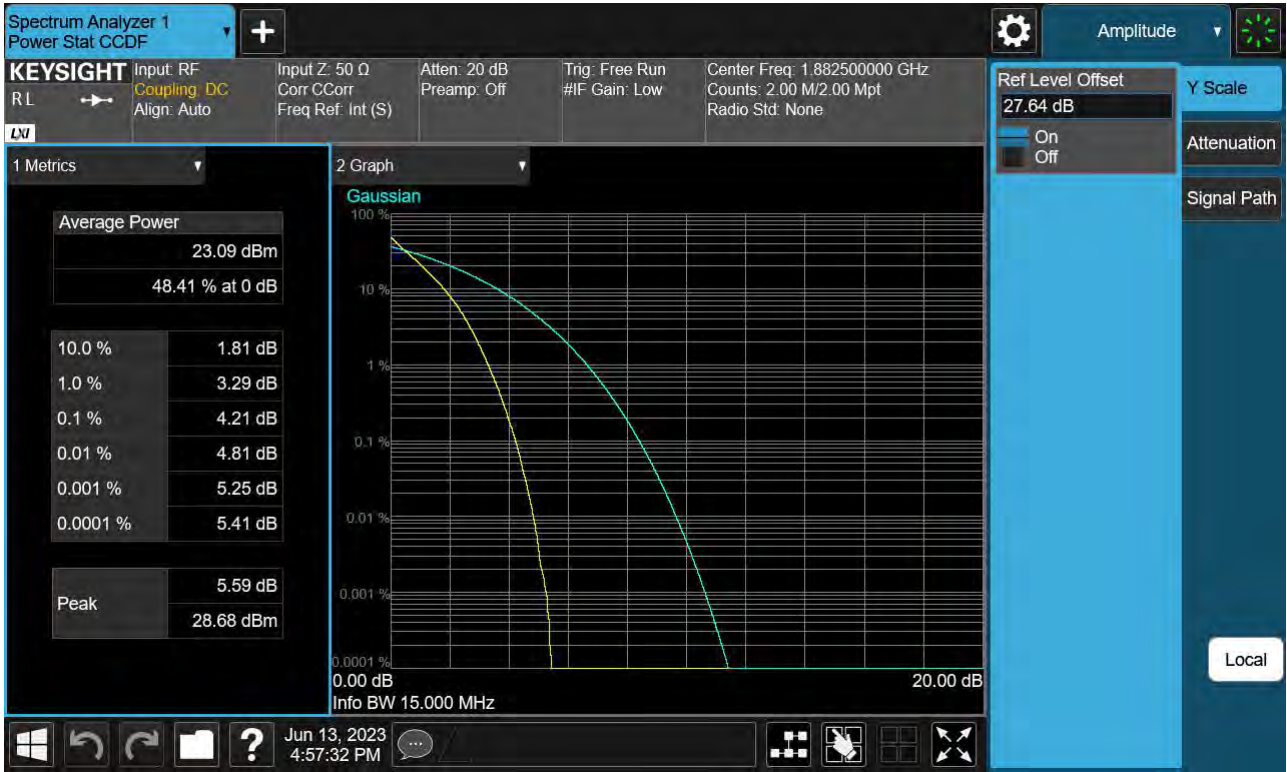 Spectrum Analyzer 1
Power Stat CCDF
+
Amplitude
KEYSIGHT
RL
LXI
Input: RF
Coupling: DC
Align: Auto
Input Z: 50 Ω
Corr CCorr
Freq Ref: Int (S)
Atten: 20 dB
Preamp: Off
Trig: Free Run
#IF Gain: Low
Center Freq: 1.882500000 GHz
Counts: 2.00 M/2.00 Mpt
Radio Std: None
Ref Level Offset
27.64 dB
On
Off
Y Scale
Attenuation
Signal Path
Local
1 Metrics
Average Power
23.09 dBm
48.41 % at 0 dB
10.0 % 1.81 dB
1.0 % 3.29 dB
0.1 % 4.21 dB
0.01 % 4.81 dB
0.001 % 5.25 dB
0.0001 % 5.41 dB
Peak
5.59 dB
28.68 dBm
2 Graph
Gaussian
100 %
10 %
1 %
0.1 %
0.01 %
0.001 %
0.0001 %
0.00 dB 20.00 dB
Info BW 15.000 MHz
?
Jun 13, 2023
4:57:32 PM